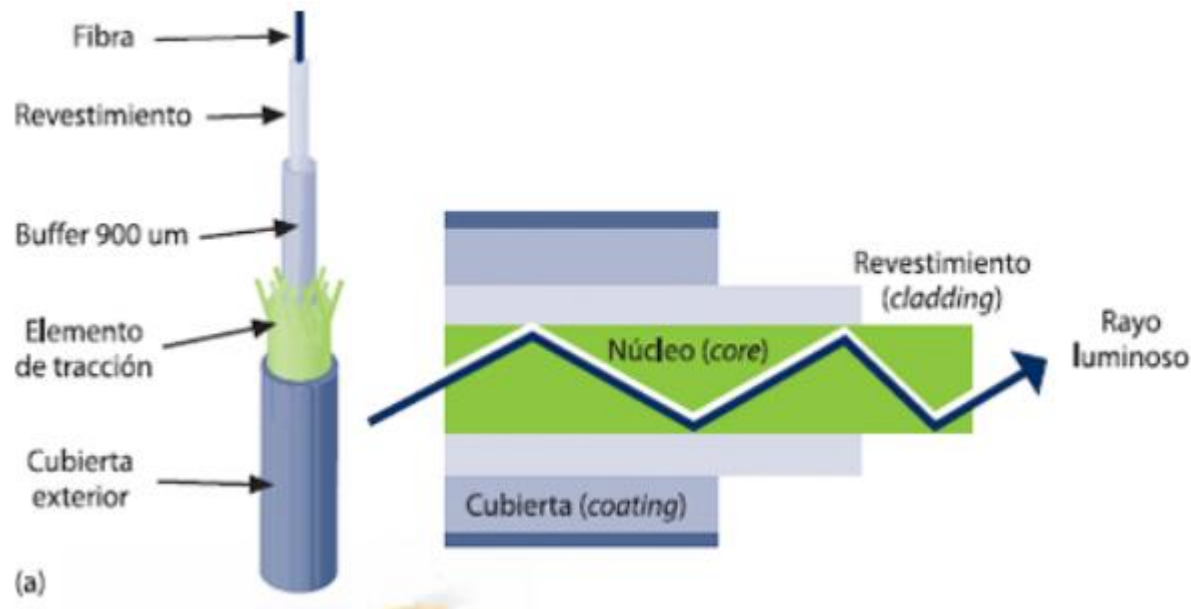 Fibra
Revestimiento
Buffer 900 um
Elemento
de tracción
Cubierta
exterior
(a)
Revestimiento
(cladding)
Núcleo (core)
Rayo
luminoso
Cubierta (coating)